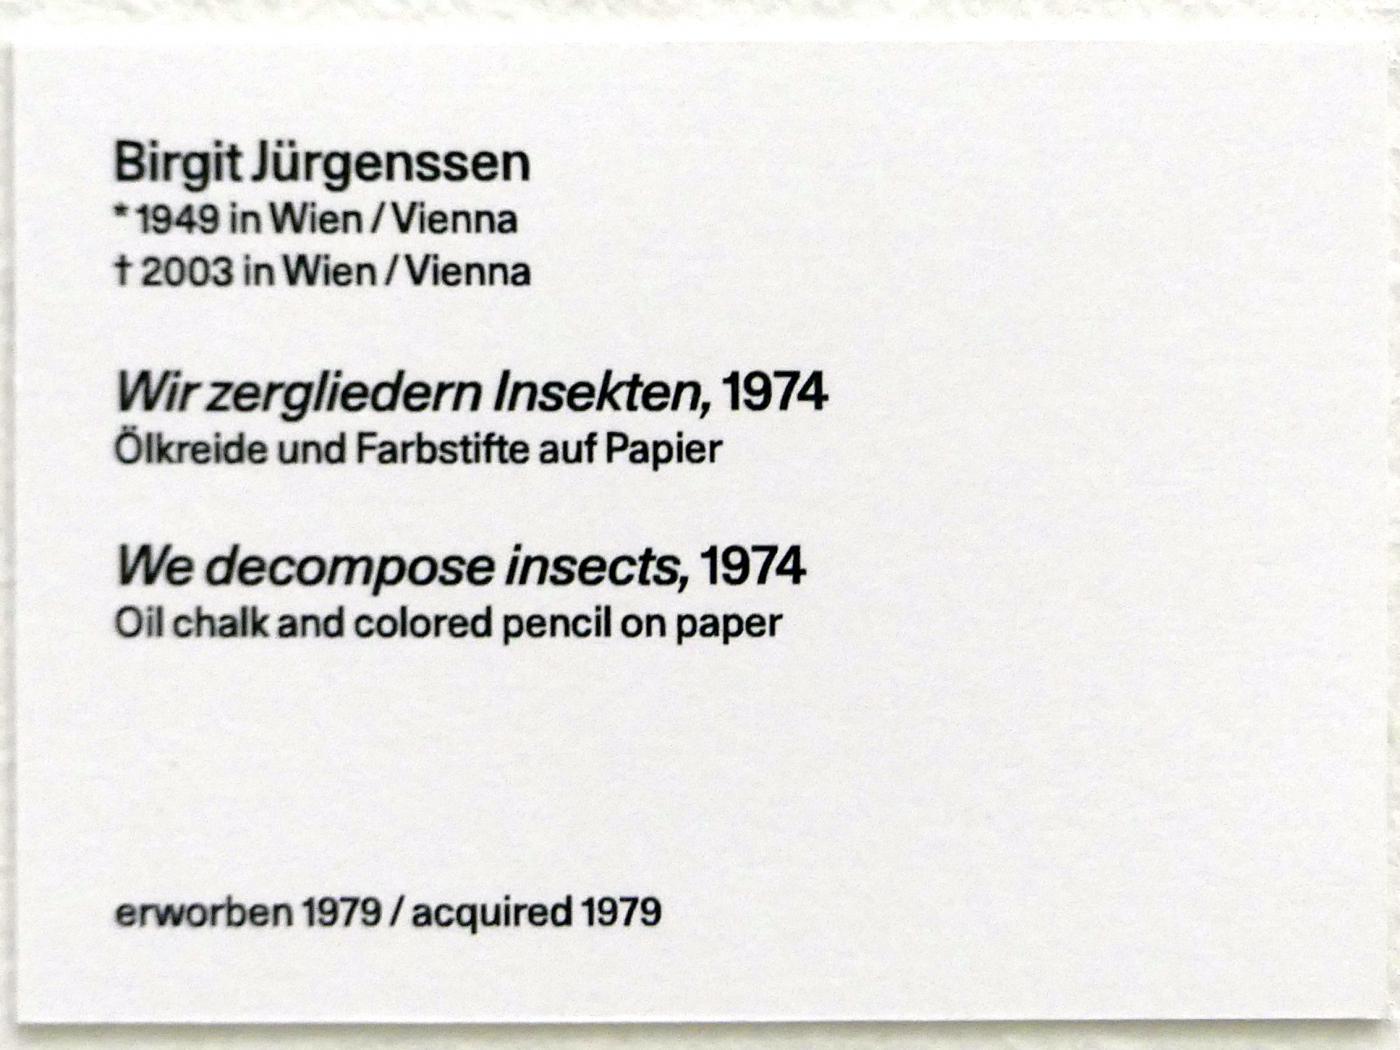 Birgit Jürgenssen
* 1949 in Wien / Vienna
† 2003 in Wien / Vienna
Wir zergliedern Insekten, 1974
Ölkreide und Farbstifte auf Papier
We decompose insects, 1974
Oil chalk and colored pencil on paper
erworben 1979 / acquired 1979